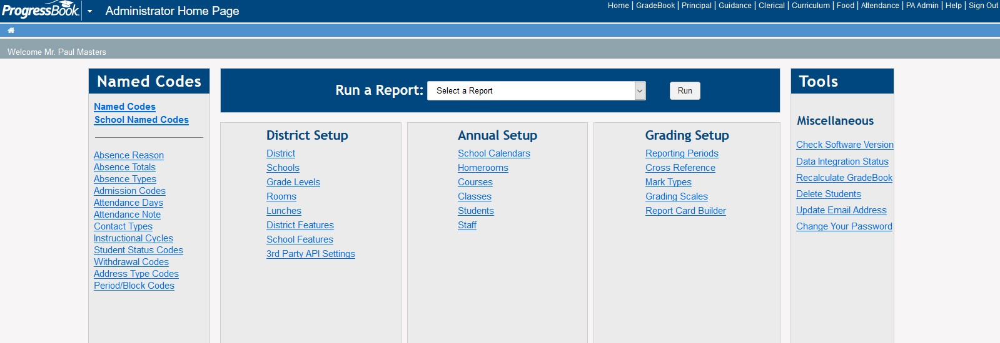 ProgressBook
Administrator Home Page
Home | GradeBook | Principal | Guidance | Clerical | Curriculum | Food | Attendance | PA Admin | Help | Sign Out
Welcome Mr. Paul Masters
Named Codes
Named Codes
School Named Codes
Absence Reason
Absence Totals
Absence Types
Admission Codes
Attendance Days
Attendance Note
Contact Types
Instructional Cycles
Student Status Codes
Withdrawal Codes
Address Type Codes
Period/Block Codes
Run a Report:
Select a Report
Run
District Setup
District
Schools
Grade Levels
Rooms
Lunches
District Features
School Features
3rd Party API Settings
Annual Setup
School Calendars
Homerooms
Courses
Classes
Students
Staff
Grading Setup
Reporting Periods
Cross Reference
Mark Types
Grading Scales
Report Card Builder
Tools
Miscellaneous
Check Software Version
Data Integration Status
Recalculate GradeBook
Delete Students
Update Email Address
Change Your Password